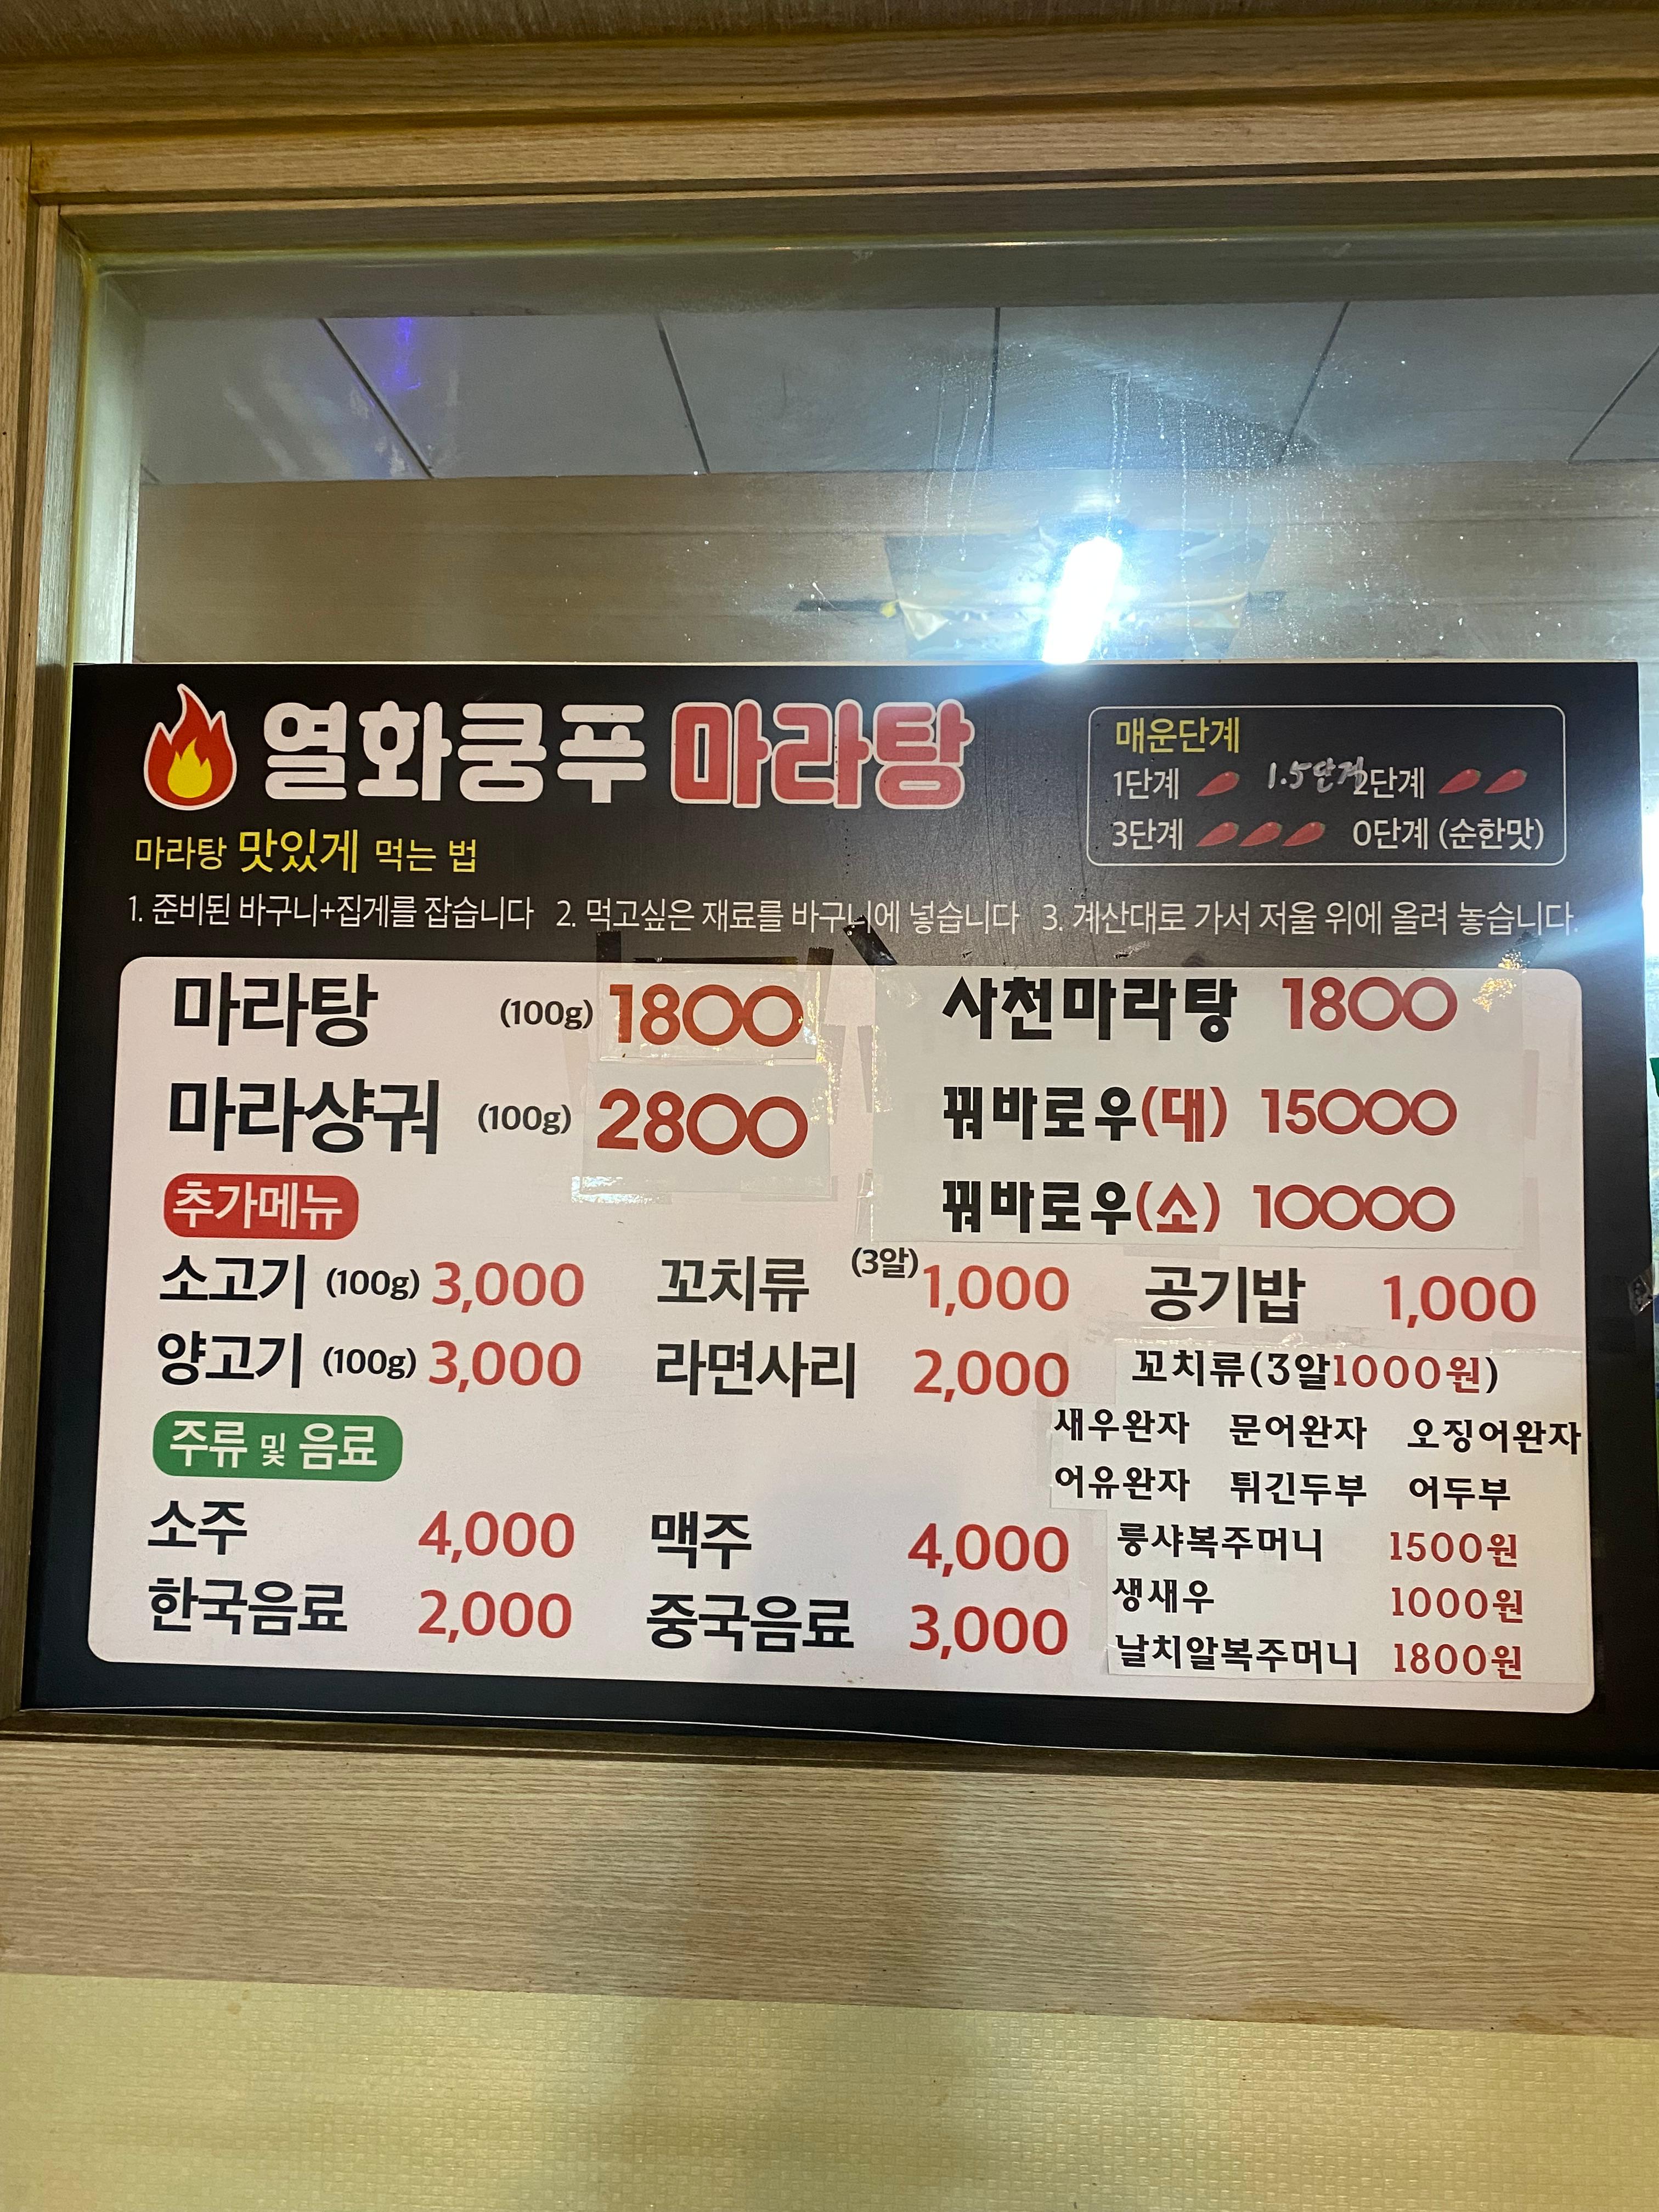 열화쿵푸 마라탕
매운단계
1단계 1.5단계 2단계
3단계 0단계 (순한맛)
마라탕 맛있게 먹는 법
1. 준비된 바구니+집게를 잡습니다 2. 먹고싶은 재료를 바구니에 넣습니다 3. 계산대로 가서 저울 위에 올려 놓습니다.
마라탕 (100g) 1800 사천마라탕 1800
마라샹궈 (100g) 2800 꿔바로우(대) 15000
꿔바로우(소) 10000
추가메뉴
소고기 (100g) 3,000 꼬치류 (3알) 1,000 공기밥 1,000
양고기 (100g) 3,000 라면사리 2,000 꼬치류(3알1000원)
새우완자 문어완자 오징어완자
어유완자 튀긴두부 어두부
주류 및 음료
소주 4,000 맥주 4,000 룽샤복주머니 1500원
생새우 1000원
한국음료 2,000 중국음료 3,000 날치알복주머니 1800원